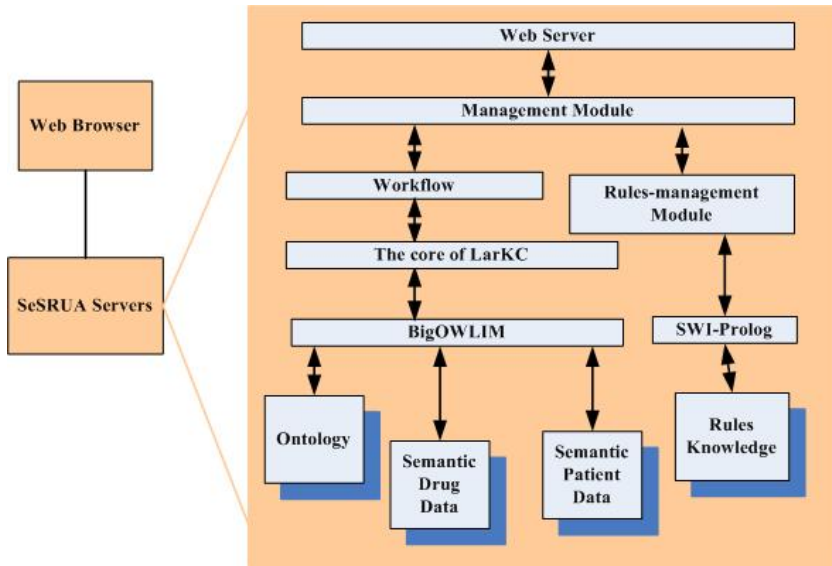 Web Browser
SeSRUA Servers
Web Server
Management Module
Workflow
Rules-management
Module
The core of LarKC
BigOWLIM
SWI-Prolog
Ontology
Semantic
Drug
Data
Semantic
Patient
Data
Rules
Knowledge